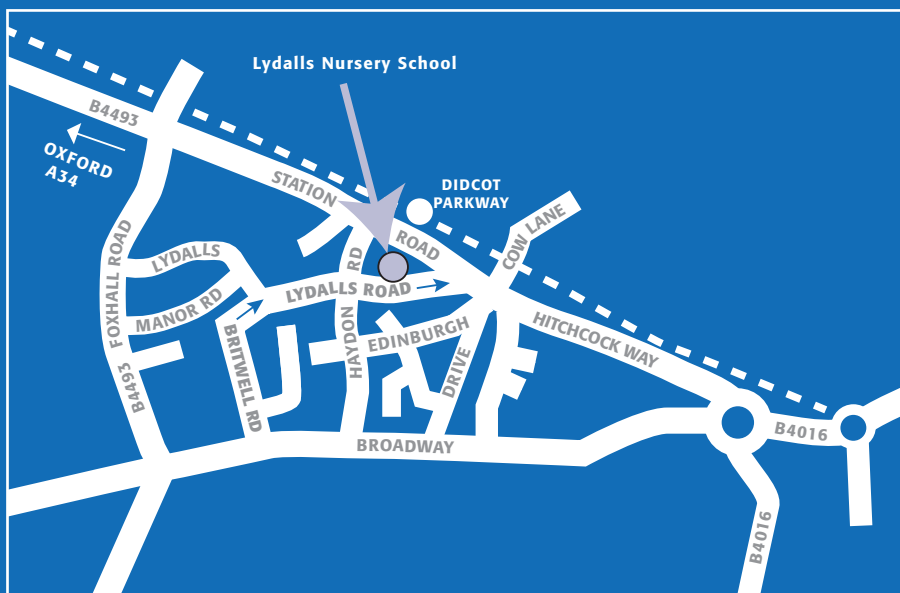 Lydalls Nursery School
B4493
OXFORD
A34
STATION
ROAD
DIDCOT
PARKWAY
COW LANE
FOXHALL ROAD
LYDALLS
MANOR RD
LYDALLS ROAD
HAYDON RD
BRITWELL RD
EDINBURGH
DRIVE
HITCHCOCK WAY
B4493
BROADWAY
B4016
B4016